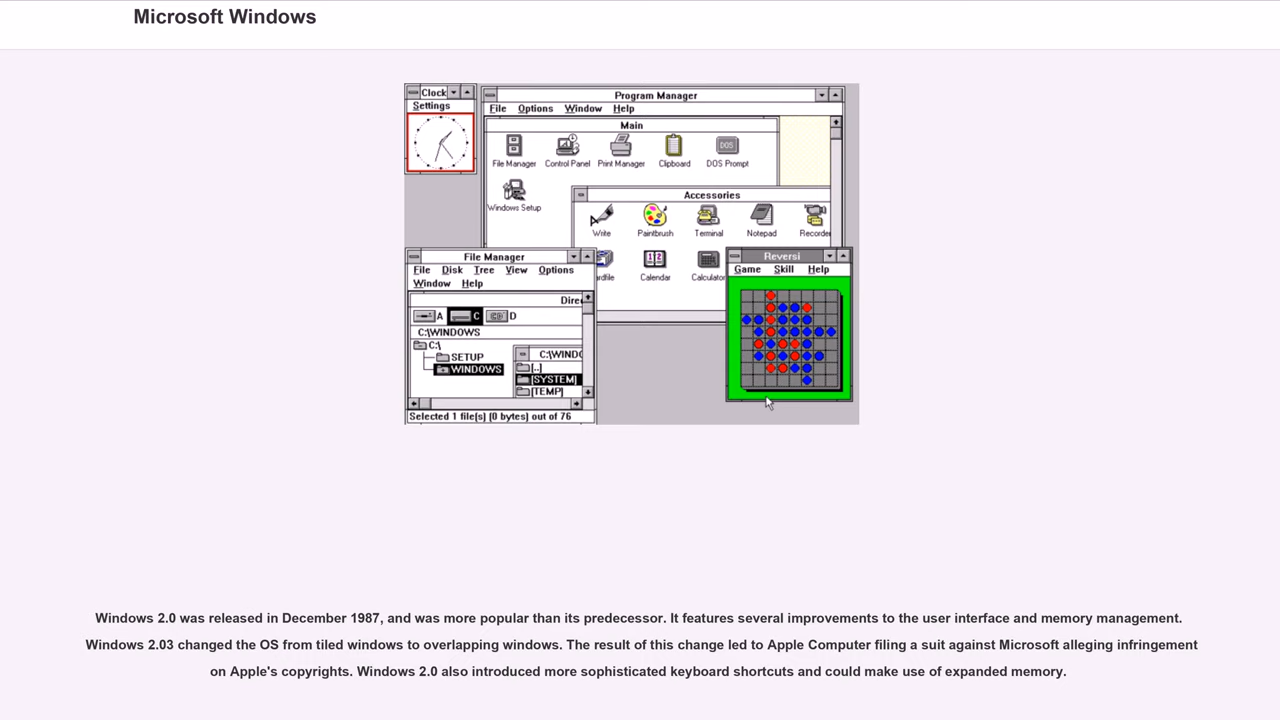 Microsoft Windows
Clock
Settings
Program Manager
File Options Window Help
Main
File Manager Control Panel Print Manager Clipboard DOS Prompt
DOS
Windows Setup
Accessories
Write Paintbrush Terminal Notepad Recorder
Calendar Calculator
File Manager
File Disk Tree View Options
Window Help
A C D
C:\WINDOWS
C:\
SETUP
WINDOWS
[..]
[SYSTEM]
[TEMP]
Selected 1 file(s) (0 bytes) out of 76
Reversi
Game Skill Help
Windows 2.0 was released in December 1987, and was more popular than its predecessor. It features several improvements to the user interface and memory management.
Windows 2.03 changed the OS from tiled windows to overlapping windows. The result of this change led to Apple Computer filing a suit against Microsoft alleging infringement
on Apple's copyrights. Windows 2.0 also introduced more sophisticated keyboard shortcuts and could make use of expanded memory.